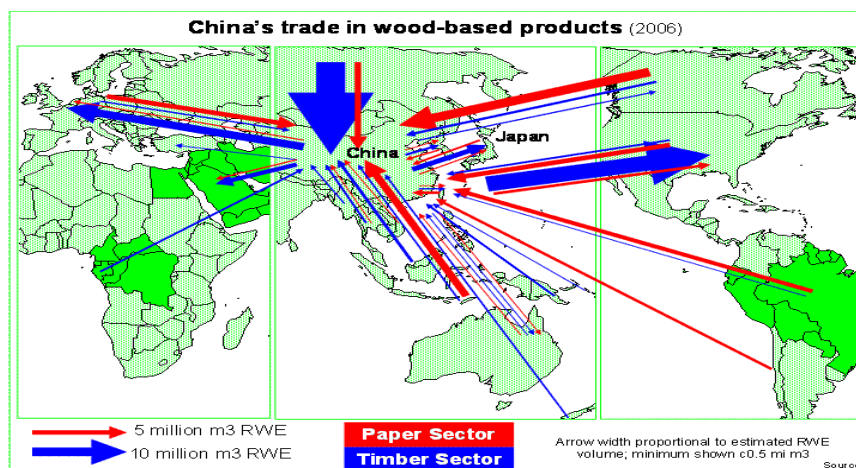 China's trade in wood-based products (2006)
Japan
China
5 million m3 RWE
10 million m3 RWE
Paper Sector
Timber Sector
Arrow width proportional to estimated RWE
volume; minimum shown c0.5 mi m3
Source